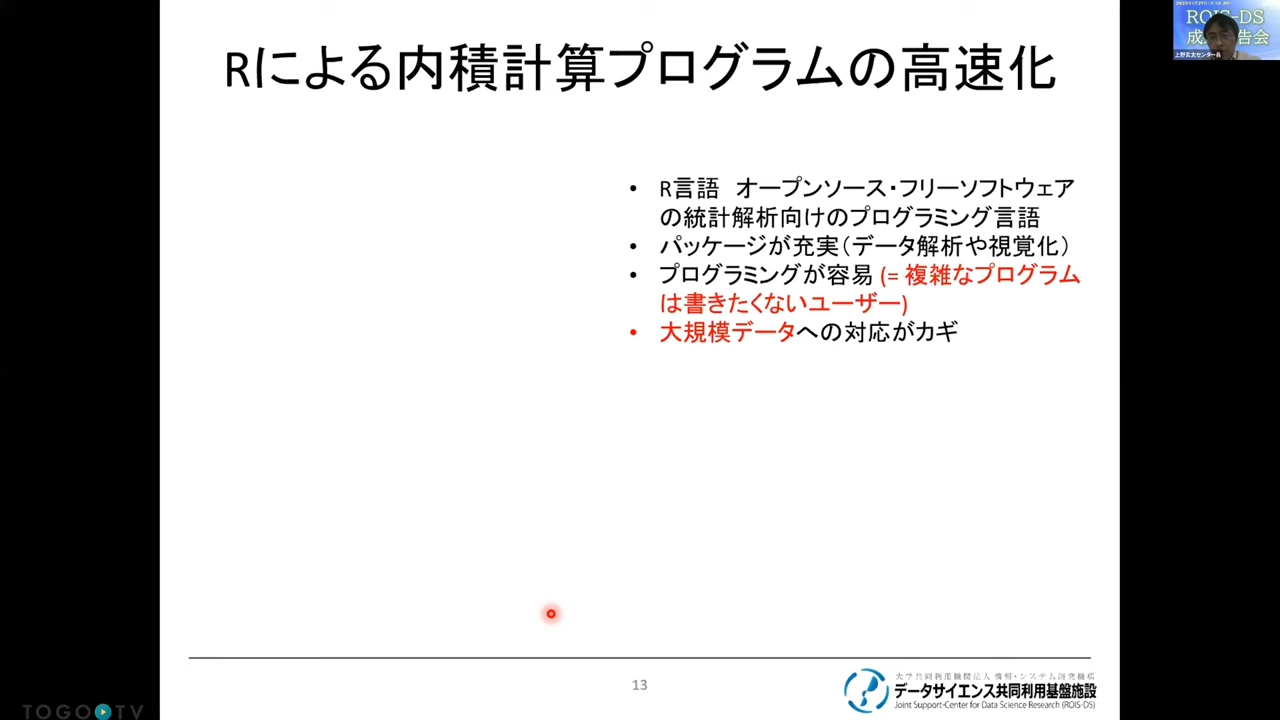 Rによる内積計算プログラムの高速化
• R言語　オープンソース・フリーソフトウェア
の統計解析向けのプログラミング言語
• パッケージが充実（データ解析や視覚化）
• プログラミングが容易 (= 複雑なプログラム
は書きたくないユーザー)
• 大規模データへの対応がカギ
13
大学共同利用機関法人 情報・システム研究機構
データサイエンス共同利用基盤施設
Joint Support-Center for Data Science Research (ROIS-DS)
ROIS-DS
TOGO TV